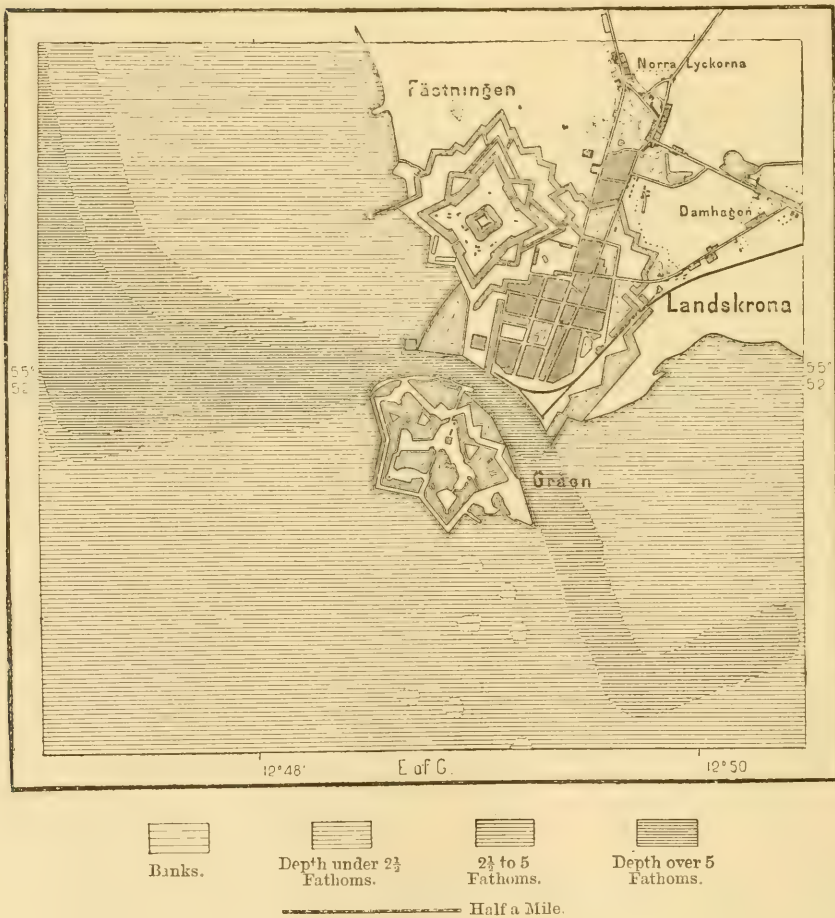 Norra Lyckorna
Fästningen
Damhagen
Landskrona
55°
52'
55°
52'
Gråen
12°48' E of G. 12°50
Banks.
Depth under 2½
Fathoms.
2½ to 5
Fathoms.
Depth over 5
Fathoms.
Half a Mile.